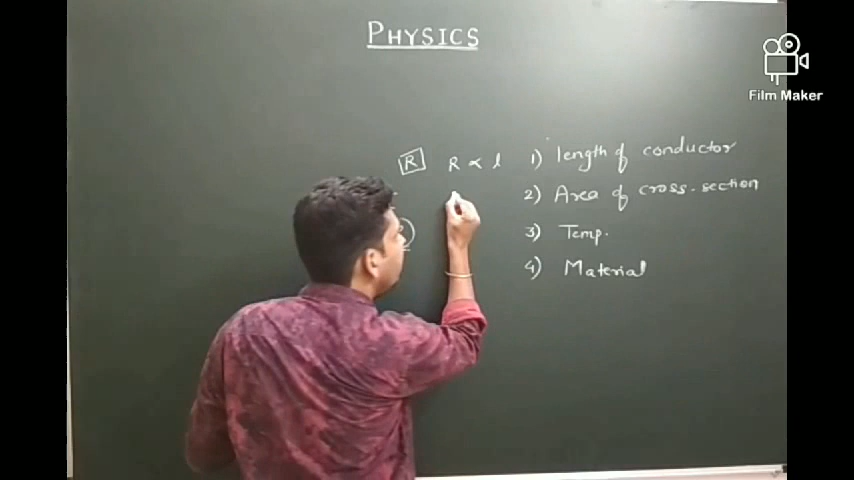 PHYSICS
Film Maker
R R ∝ l 1) length of conductor
2) Area of cross-section
3) Temp.
4) Material